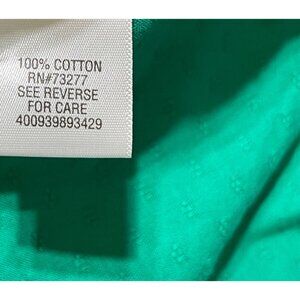 100% COTTON
RN#73277
SEE REVERSE
FOR CARE
400939893429